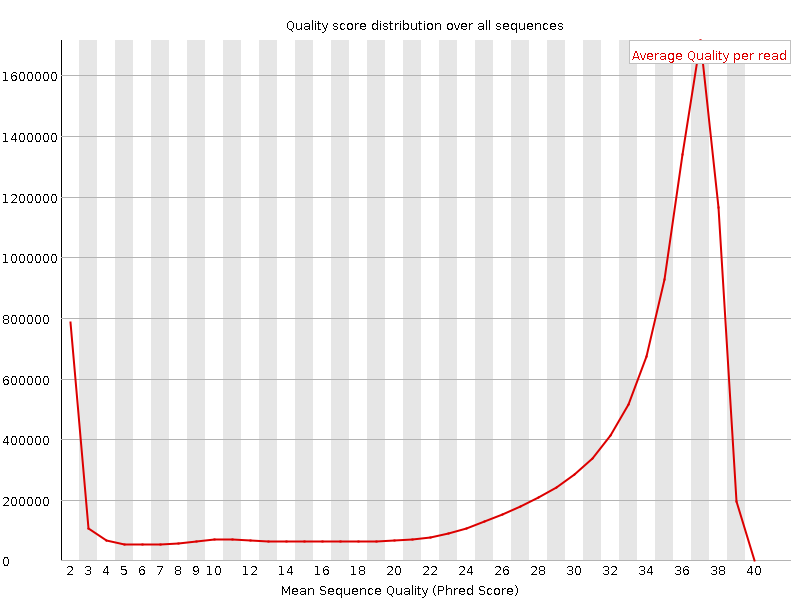 Quality score distribution over all sequences
Average Quality per read
1600000
1400000
1200000
1000000
800000
600000
400000
200000
0
2 3 4 5 6 7 8 9 10 12 14 16 18 20 22 24 26 28 30 32 34 36 38 40
Mean Sequence Quality (Phred Score)